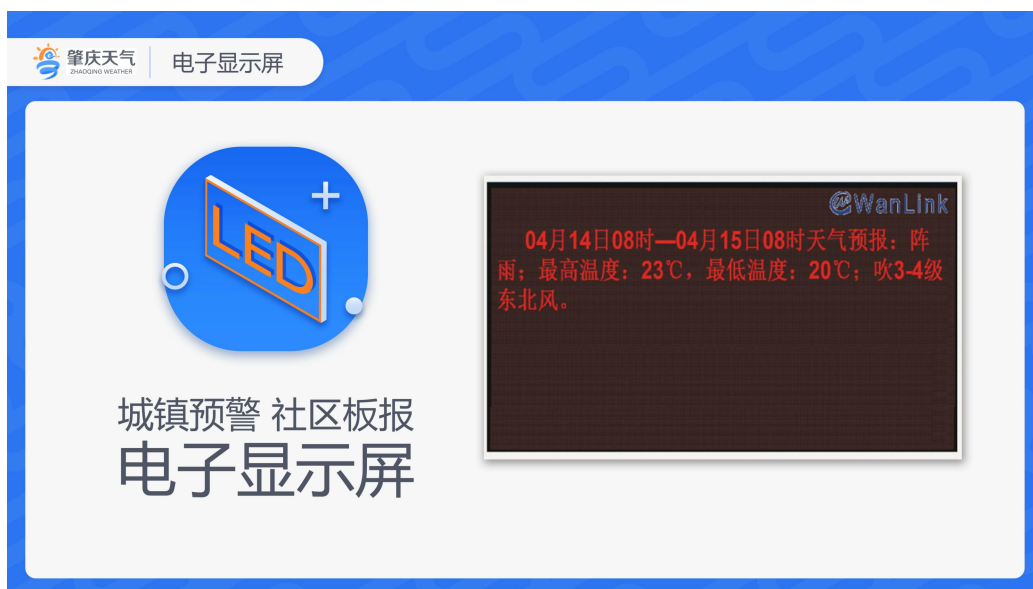 肇庆天气
ZHAOQING WEATHER
电子显示屏
LED
城镇预警 社区板报
电子显示屏
@WanLink
04月14日08时—04月15日08时天气预报：阵
雨；最高温度：23℃，最低温度：20℃；吹3-4级
东北风。